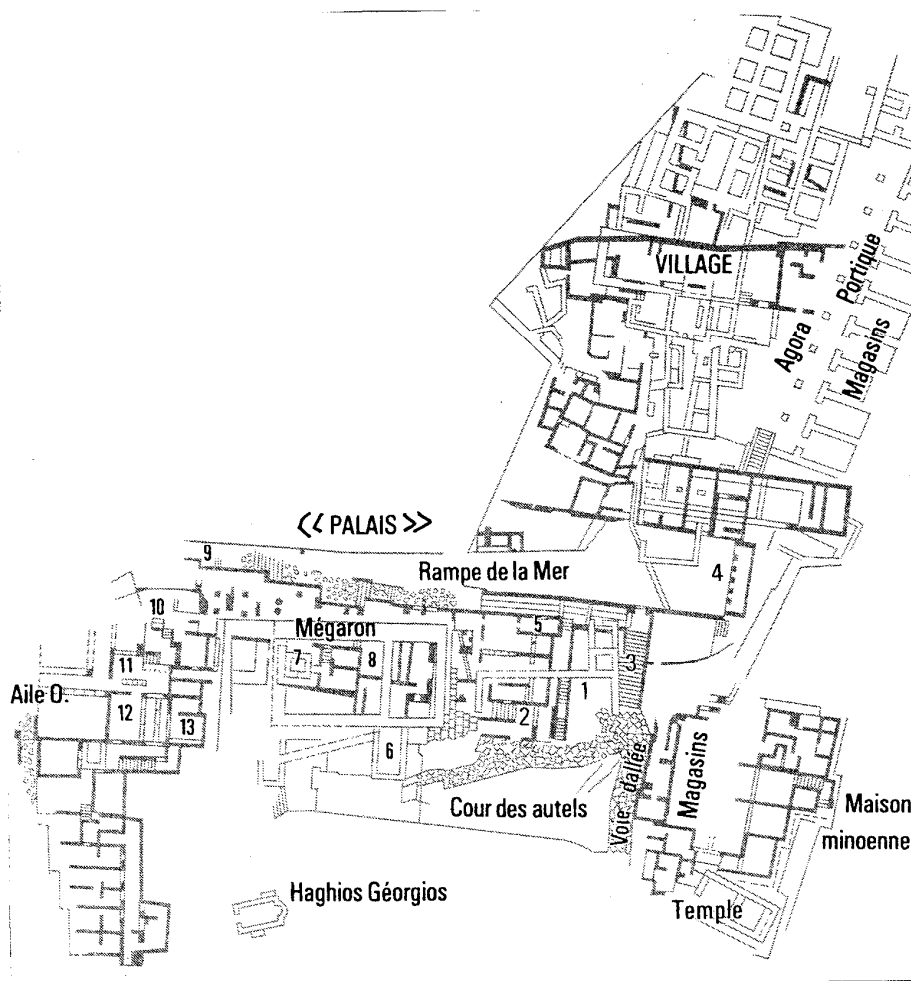 VILLAGE
Portique
Agora
Magasins
<< PALAIS >>
9
Rampe de la Mer
4
10
Mégaron
5
11
7
8
3
Aile O.
12
13
2
1
6
Voie dallée
Magasins
Cour des autels
Maison
minoenne
Haghios Géorgios
Temple